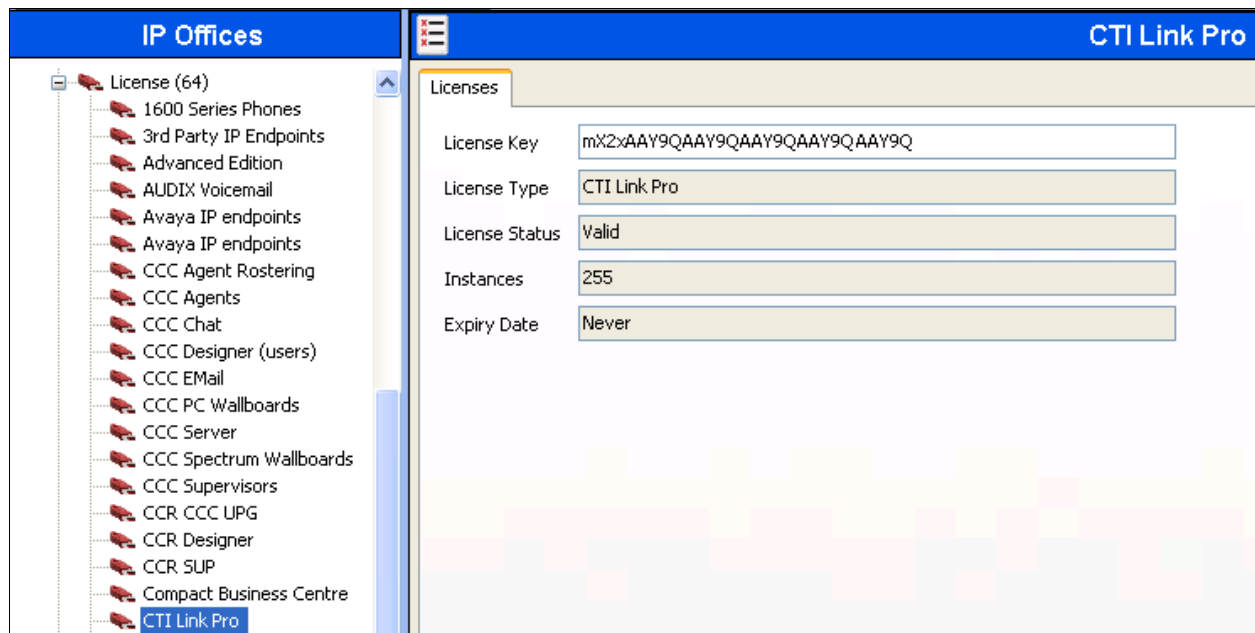 IP Offices
License (64)
1600 Series Phones
3rd Party IP Endpoints
Advanced Edition
AUDIX Voicemail
Avaya IP endpoints
Avaya IP endpoints
CCC Agent Rostering
CCC Agents
CCC Chat
CCC Designer (users)
CCC EMail
CCC PC Wallboards
CCC Server
CCC Spectrum Wallboards
CCC Supervisors
CCR CCC UPG
CCR Designer
CCR SUP
Compact Business Centre
CTI Link Pro
CTI Link Pro
Licenses
License Key mX2xAAY9QAAY9QAAY9QAAY9QAAY9Q
License Type CTI Link Pro
License Status Valid
Instances 255
Expiry Date Never